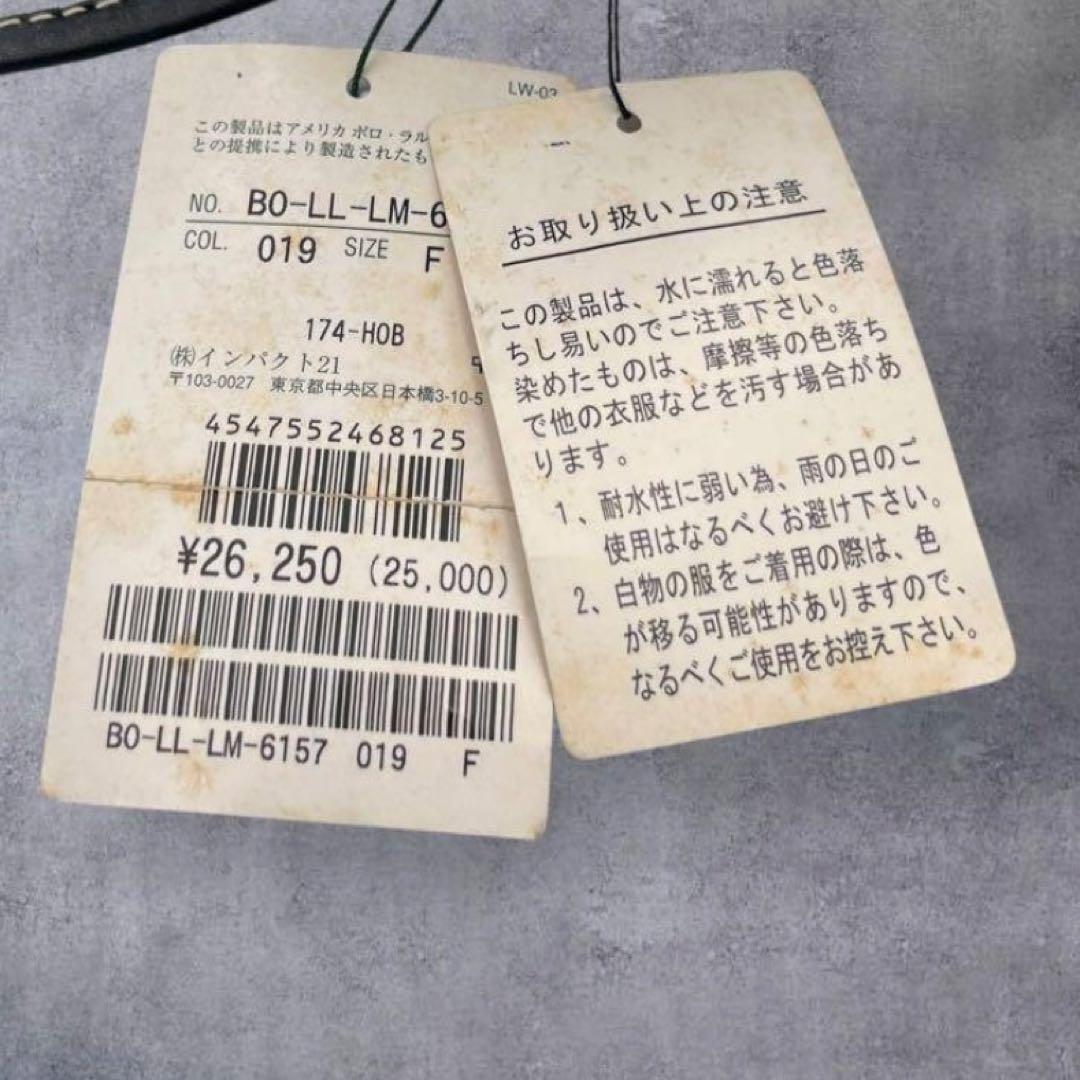 LW-03
この製品はアメリカ ポロ・ラル
との提携により製造されたも
NO. BO-LL-LM-6
COL. 019 SIZE F
174-HOB
㈱インパクト21
〒103-0027 東京都中央区日本橋3-10-5
4547552468125
¥26,250 (25,000)
BO-LL-LM-6157 019 F
お取り扱い上の注意
この製品は、水に濡れると色落
ちし易いのでご注意下さい。
染めたものは、摩擦等の色落ち
で他の衣服などを汚す場合があ
ります。
1、耐水性に弱い為、雨の日のご
使用はなるべくお避け下さい。
2、白物の服をご着用の際は、色
が移る可能性がありますので、
なるべくご使用をお控え下さい。